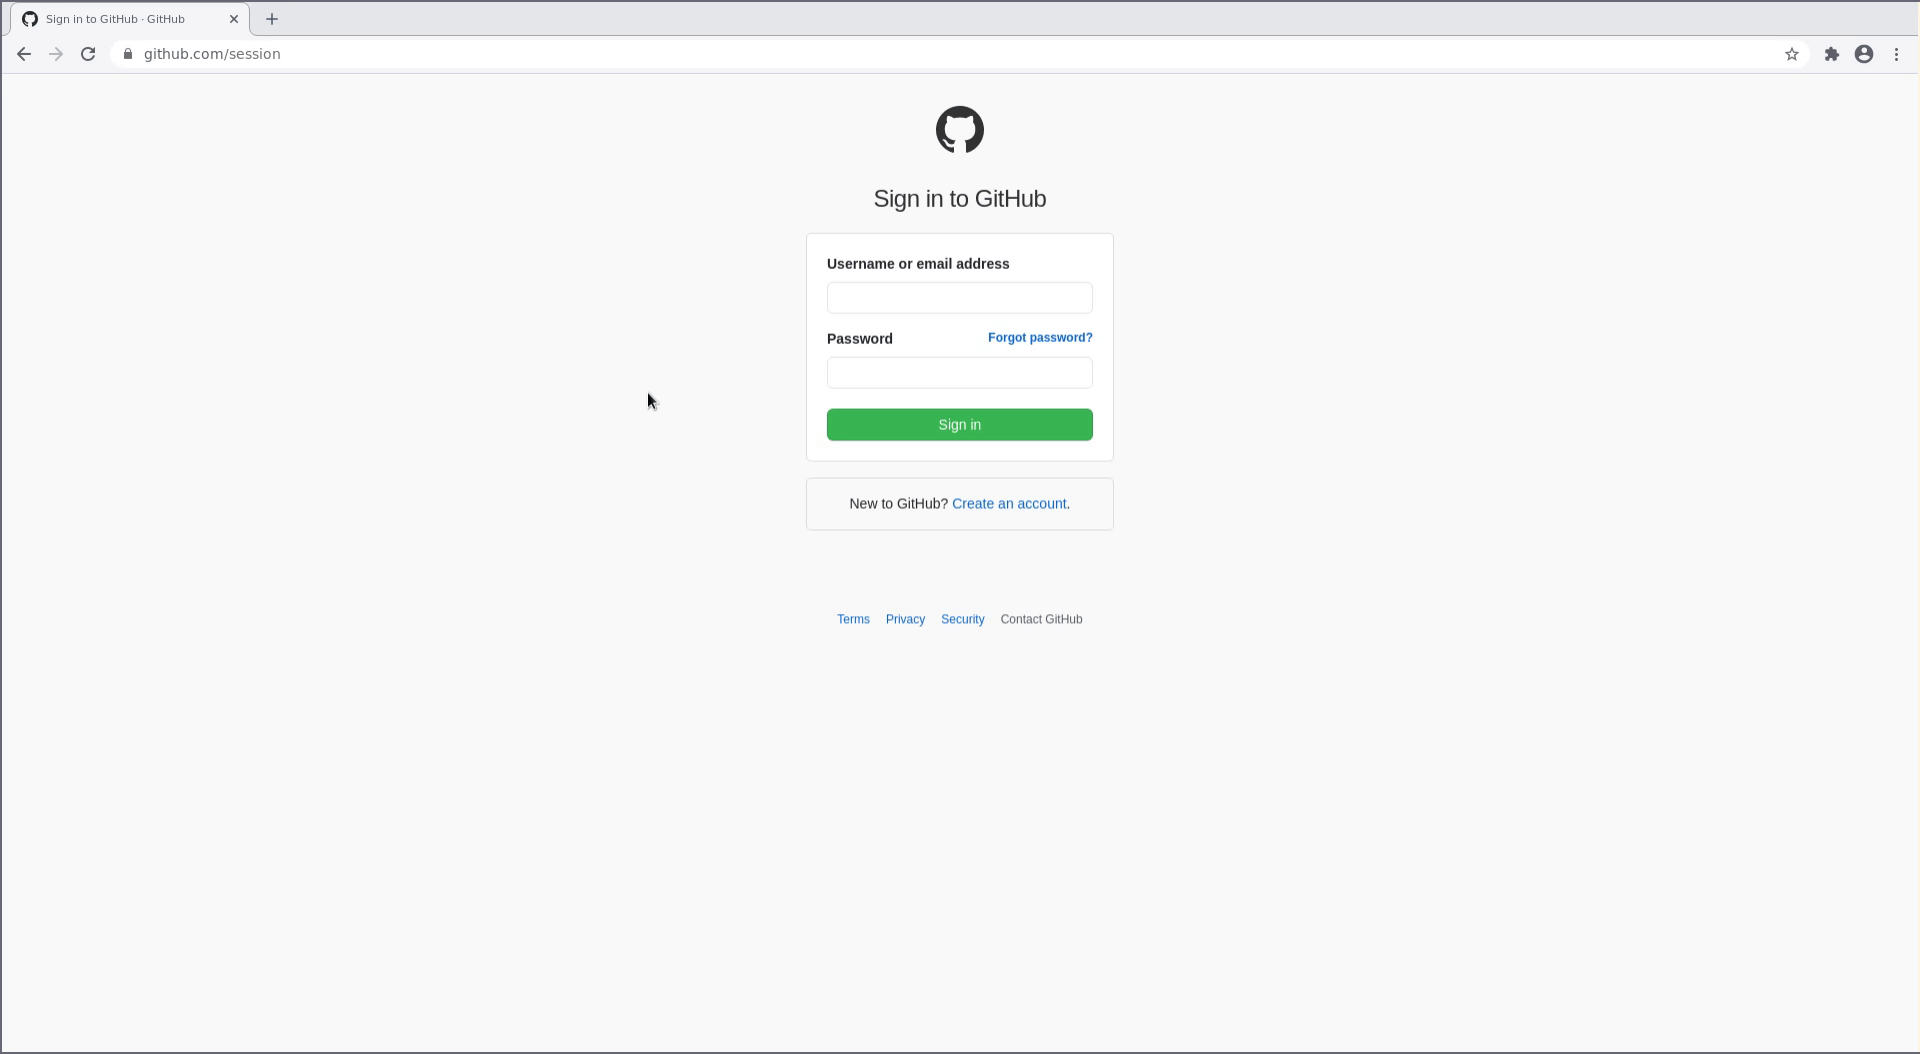 Sign in to GitHub · GitHub
github.com/session
Sign in to GitHub
Username or email address
Password Forgot password?
Sign in
New to GitHub? Create an account.
Terms Privacy Security Contact GitHub